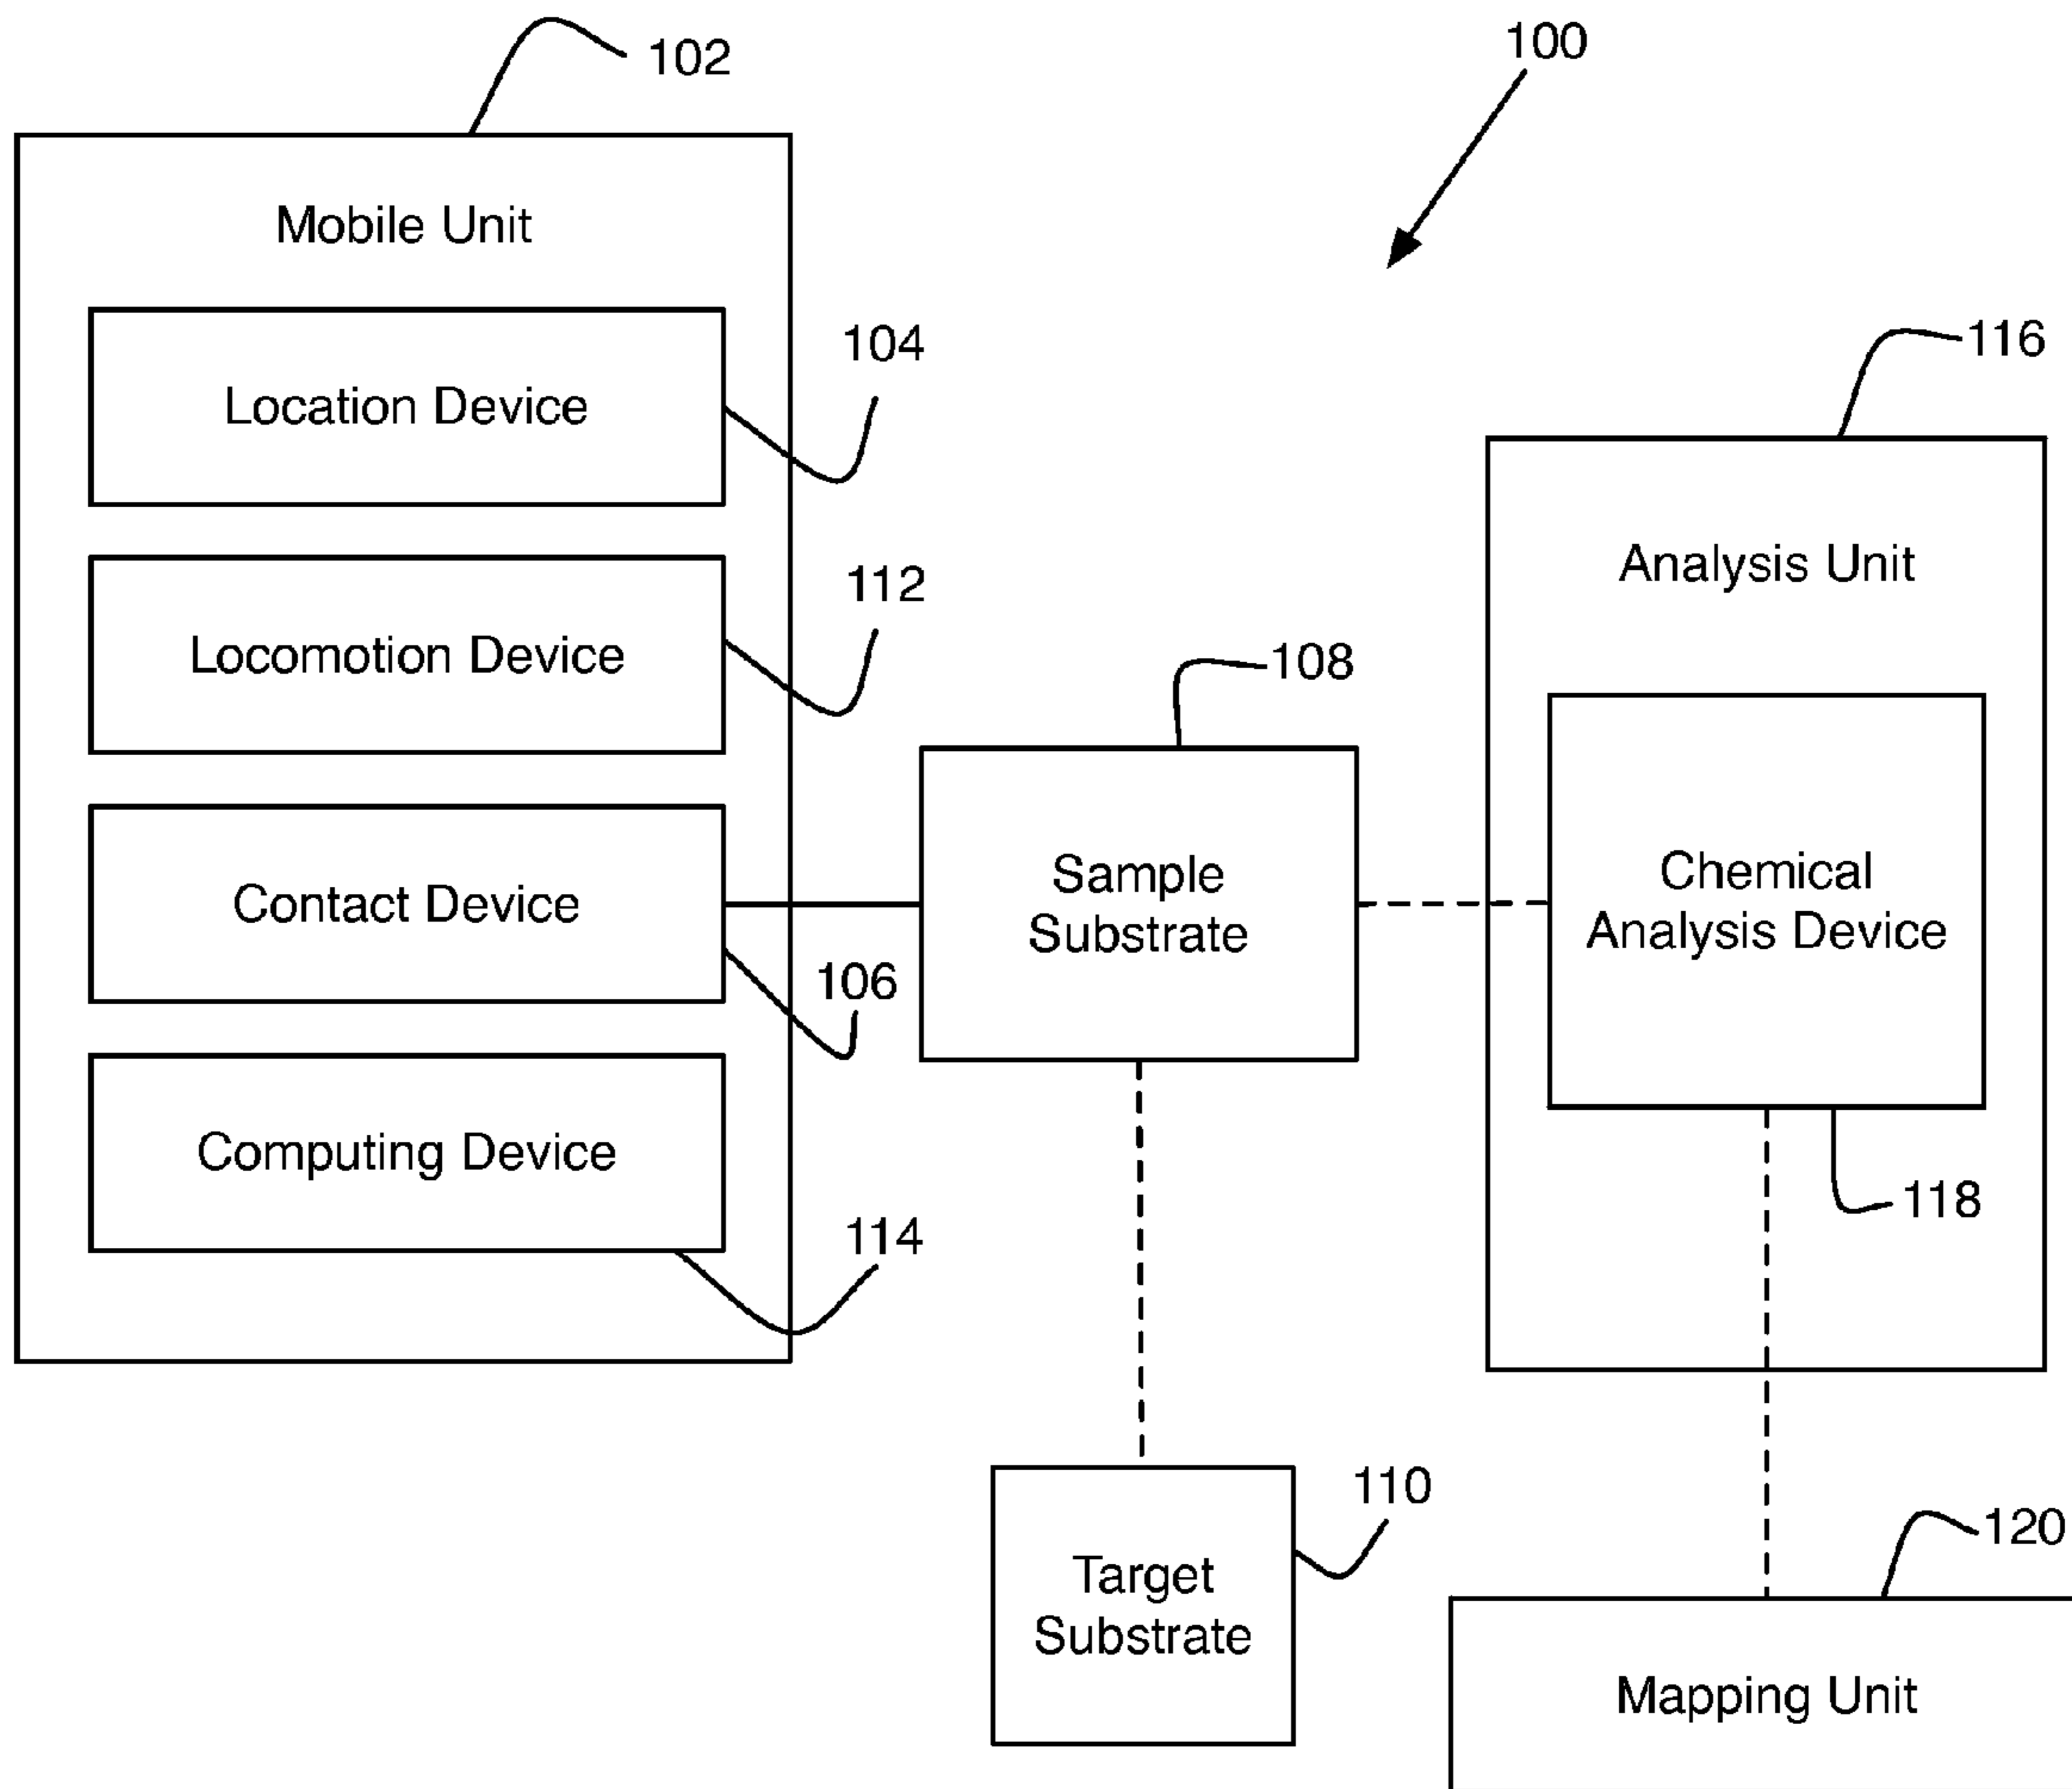 102
100
Mobile Unit
104
Location Device
116
112
Locomotion Device
Analysis Unit
108
Contact Device
Sample
Substrate
Chemical
Analysis Device
106
Computing Device
118
114
110
Target
Substrate
120
Mapping Unit